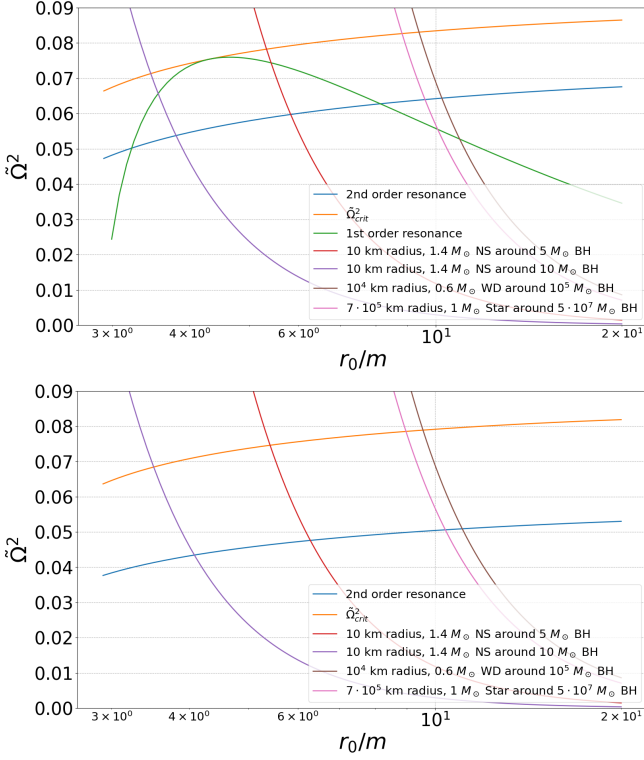 0.09
0.08
0.07
0.06
0.05
0.04
0.03
0.02
0.01
0.00
Ω̃²
2nd order resonance
Ω̃²crit
1st order resonance
10 km radius, 1.4 M⊙ NS around 5 M⊙ BH
10 km radius, 1.4 M⊙ NS around 10 M⊙ BH
10⁴ km radius, 0.6 M⊙ WD around 10⁵ M⊙ BH
7 · 10⁵ km radius, 1 M⊙ Star around 5 · 10⁷ M⊙ BH
3 × 10⁰ 4 × 10⁰ 6 × 10⁰ 10¹ 2 × 10¹
r₀/m
0.09
0.08
0.07
0.06
0.05
0.04
0.03
0.02
0.01
0.00
Ω̃²
2nd order resonance
Ω̃²crit
10 km radius, 1.4 M⊙ NS around 5 M⊙ BH
10 km radius, 1.4 M⊙ NS around 10 M⊙ BH
10⁴ km radius, 0.6 M⊙ WD around 10⁵ M⊙ BH
7 · 10⁵ km radius, 1 M⊙ Star around 5 · 10⁷ M⊙ BH
3 × 10⁰ 4 × 10⁰ 6 × 10⁰ 10¹ 2 × 10¹
r₀/m